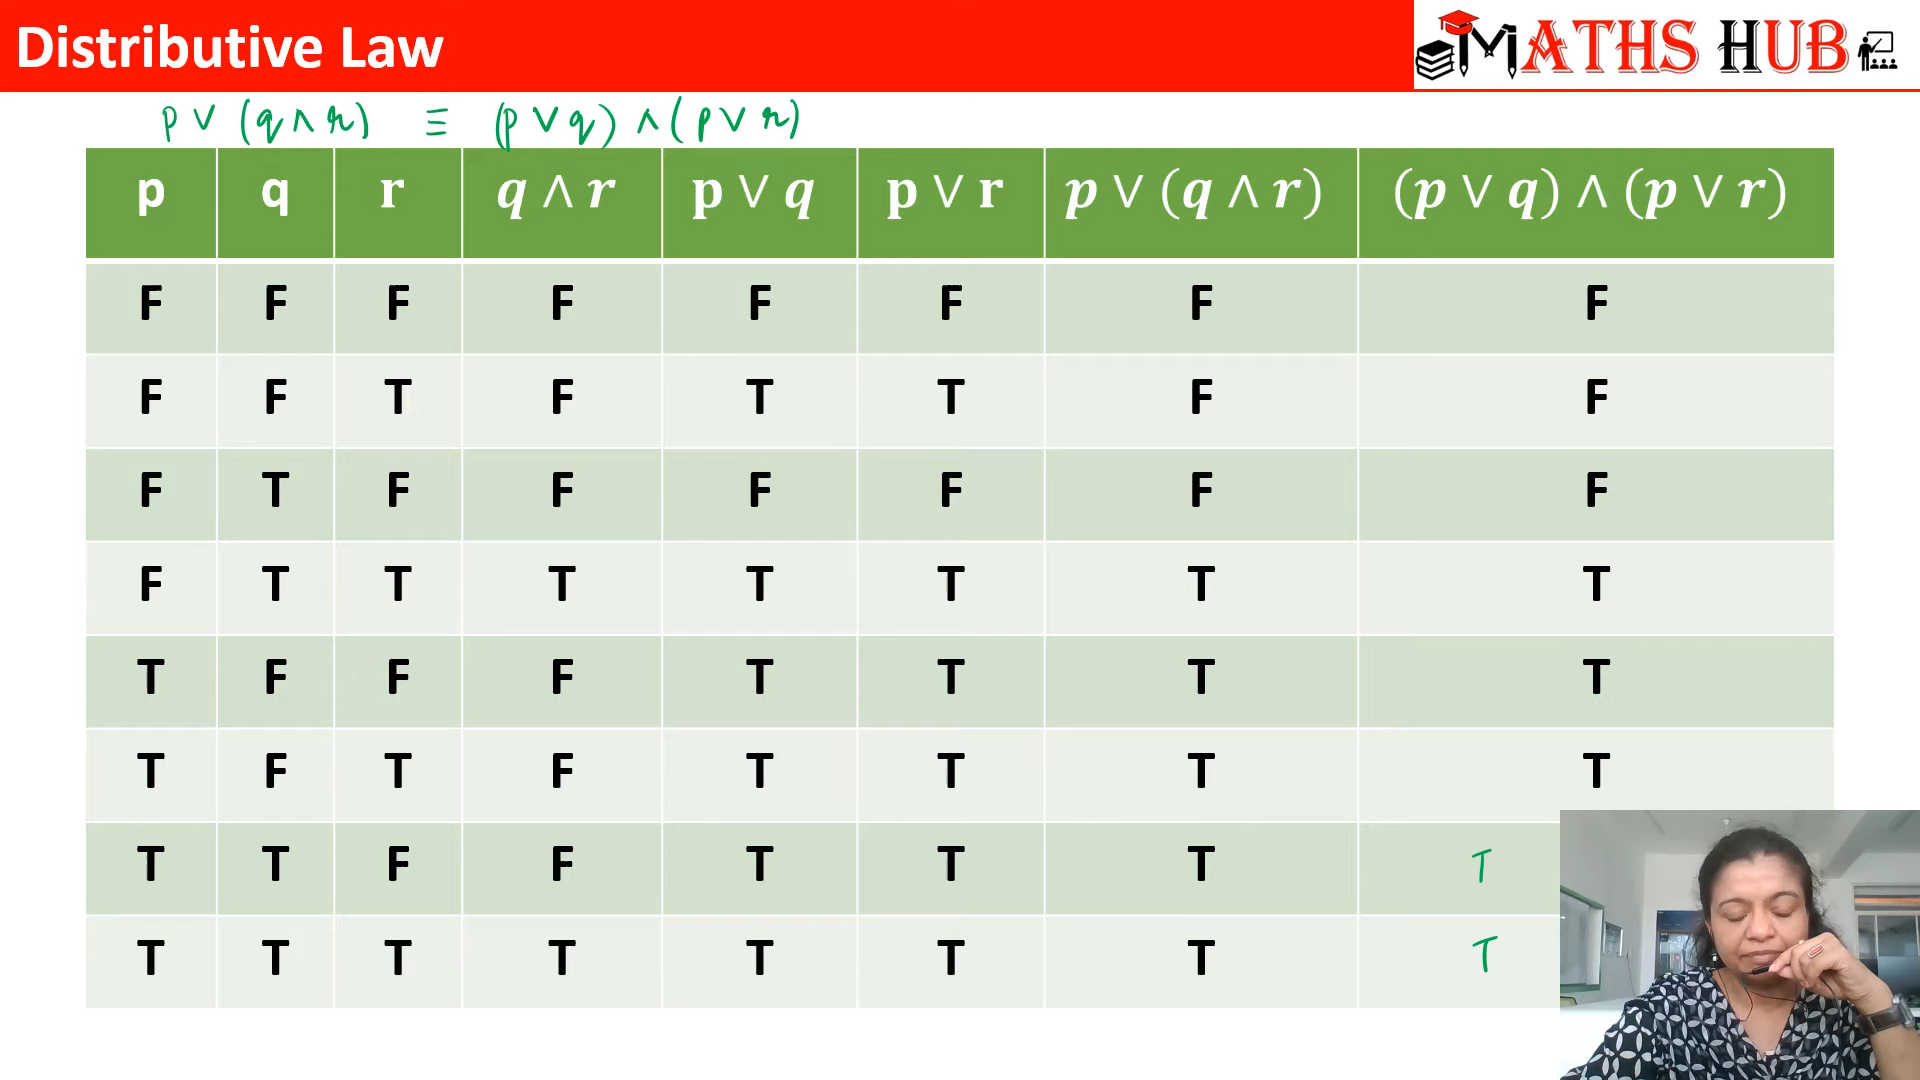 Distributive Law
MATHS HUB
p ∨ (q ∧ r) ≡ (p ∨ q) ∧ (p ∨ r)
p q r q ∧ r p ∨ q p ∨ r p ∨ (q ∧ r) (p ∨ q) ∧ (p ∨ r)
F F F F F F F F
F F T F T T F F
F T F F F F F F
F T T T T T T T
T F F F T T T T
T F T F T T T T
T T F F T T T T
T T T T T T T T